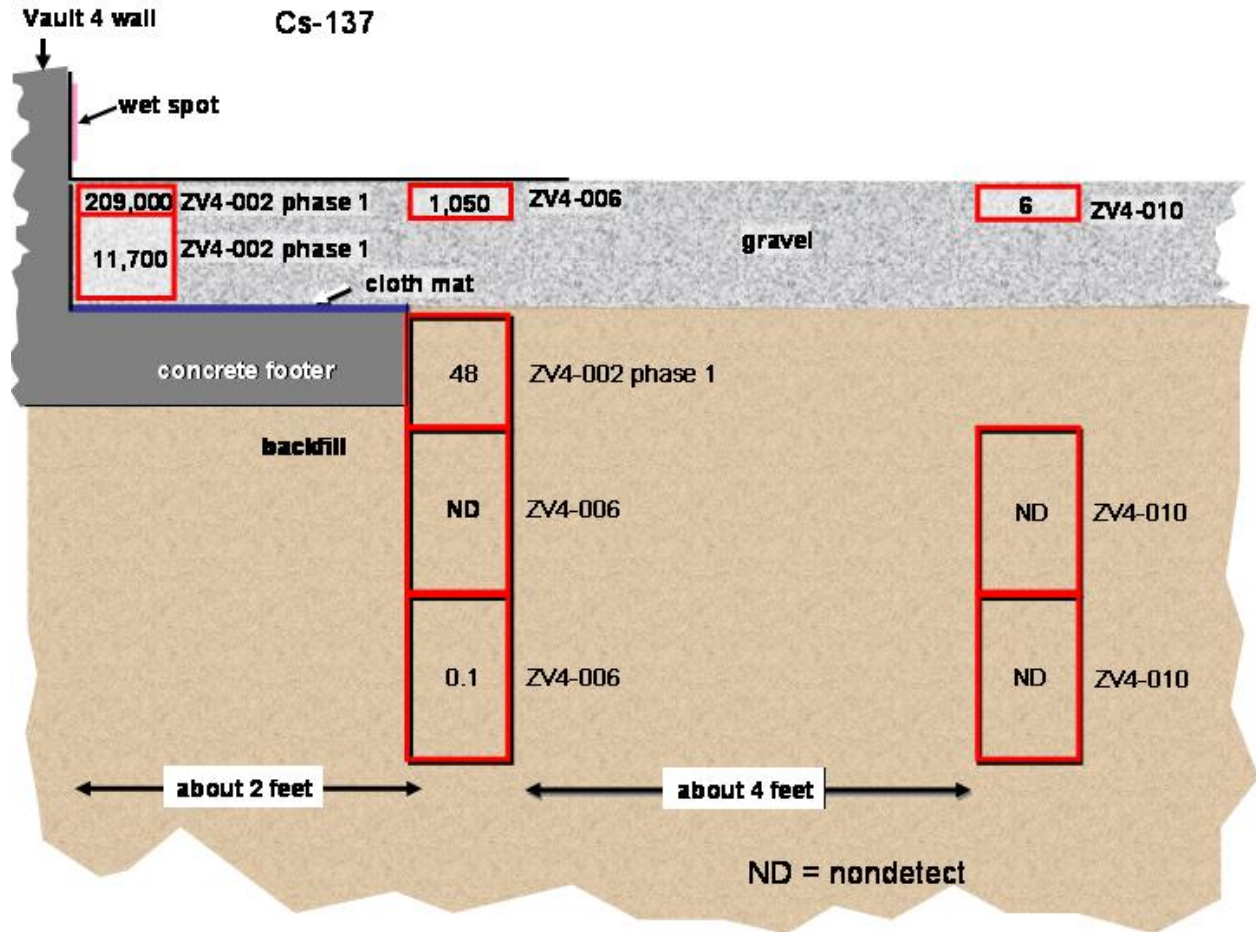 Vault 4 wall
Cs-137
wet spot
209,000 ZV4-002 phase 1
1,050 ZV4-006
6 ZV4-010
11,700 ZV4-002 phase 1
gravel
cloth mat
concrete footer
48 ZV4-002 phase 1
backfill
ND ZV4-006
ND ZV4-010
0.1 ZV4-006
ND ZV4-010
about 2 feet
about 4 feet
ND = nondetect